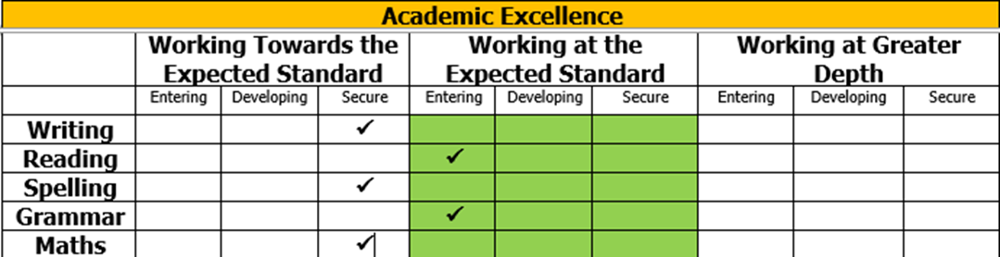 Academic Excellence
Working Towards the Working at the Working at Greater
Expected Standard Expected Standard Depth
Entering Developing Secure Entering Developing Secure Entering Developing Secure
Writing ✓
Reading ✓
Spelling ✓
Grammar ✓
Maths ✓